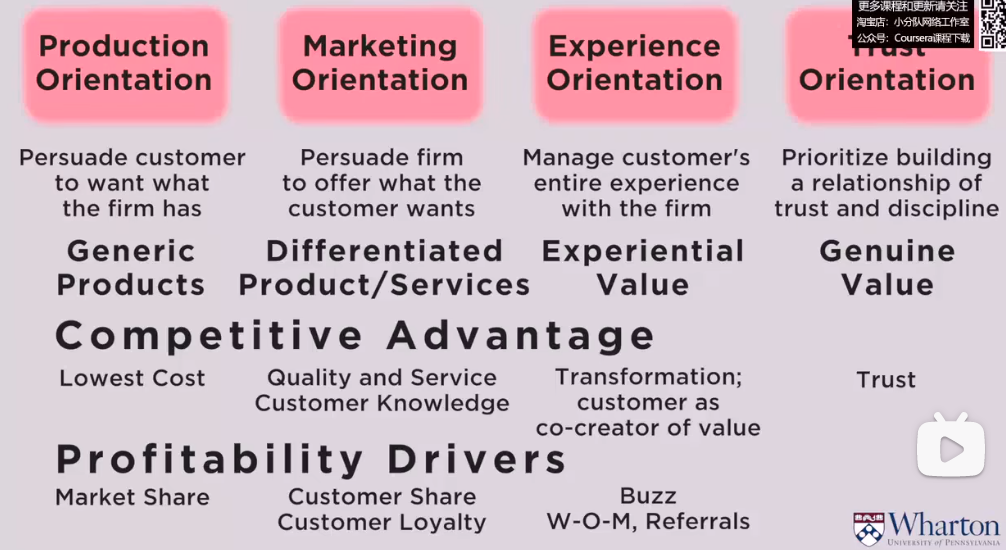 更多课程和更新请关注
淘宝店：小分队网络工作室
公众号：Coursera课程下载
Production
Orientation
Marketing
Orientation
Experience
Orientation
Trust
Orientation
Persuade customer
to want what
the firm has
Persuade firm
to offer what the
customer wants
Manage customer's
entire experience
with the firm
Prioritize building
a relationship of
trust and discipline
Generic
Products
Differentiated
Product/Services
Experiential
Value
Genuine
Value
Competitive Advantage
Lowest Cost
Quality and Service
Customer Knowledge
Transformation;
customer as
co-creator of value
Trust
Profitability Drivers
Market Share
Customer Share
Customer Loyalty
Buzz
W-O-M, Referrals
Wharton
UNIVERSITY of PENNSYLVANIA